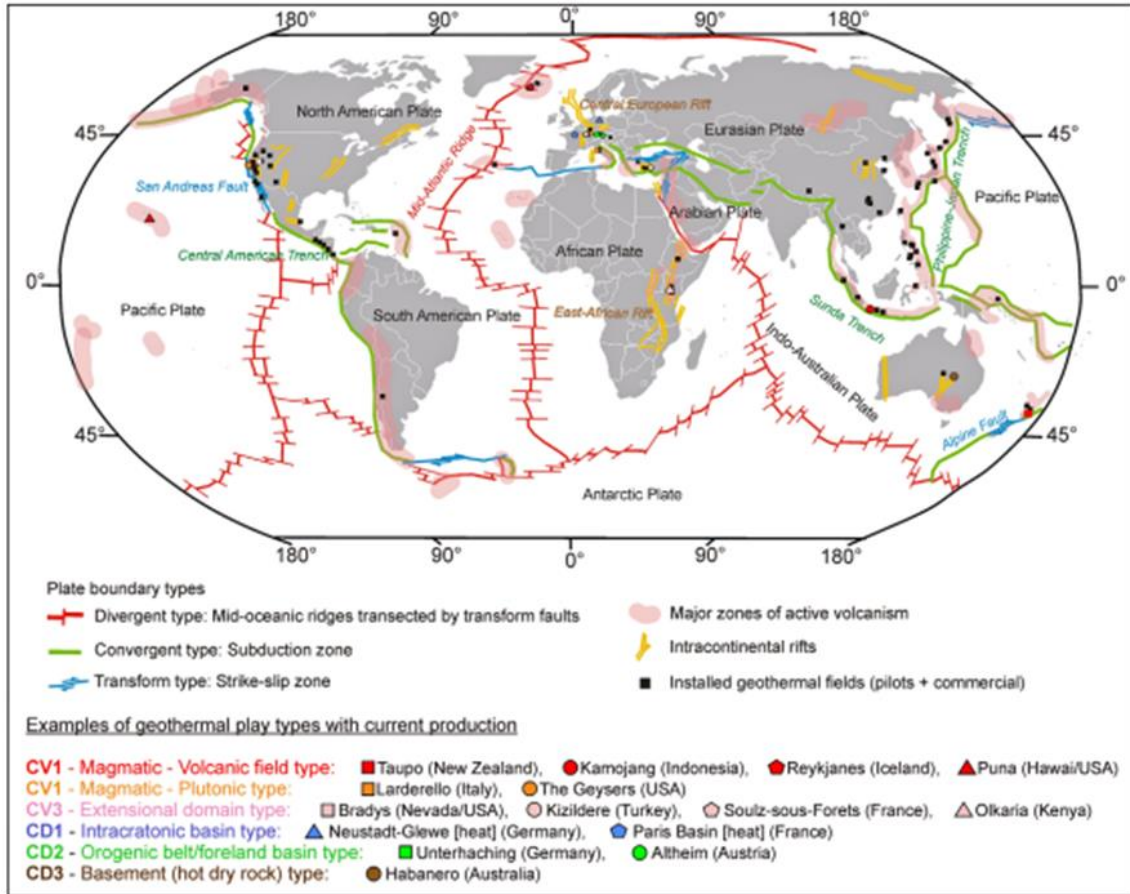 180° 90° 0° 90° 180°
45° North American Plate Mid-Atlantic Ridge Central European Rift Eurasian Plate 45°
San Andreas Fault Arabian Plate Philippine-Japan Trench Pacific Plate
Central American Trench African Plate
0° 0°
Pacific Plate South American Plate East-African Rift Sunda Trench
Indo-Australian Plate
45° Alpine Fault 45°
Antarctic Plate
180° 90° 0° 90° 180°
Plate boundary types
Divergent type: Mid-oceanic ridges transected by transform faults
Convergent type: Subduction zone
Transform type: Strike-slip zone
Major zones of active volcanism
Intracontinental rifts
Installed geothermal fields (pilots + commercial)
Examples of geothermal play types with current production
CV1 - Magmatic - Volcanic field type: Taupo (New Zealand), Kamojang (Indonesia), Reykjanes (Iceland), Puna (Hawai/USA)
CV1 - Magmatic - Plutonic type: Larderello (Italy), The Geysers (USA)
CV3 - Extensional domain type: Bradys (Nevada/USA), Kizildere (Turkey), Soulz-sous-Forets (France), Olkaria (Kenya)
CD1 - Intracratonic basin type: Neustadt-Glewe [heat] (Germany), Paris Basin [heat] (France)
CD2 - Orogenic belt/foreland basin type: Unterhaching (Germany), Altheim (Austria)
CD3 - Basement (hot dry rock) type: Habanero (Australia)